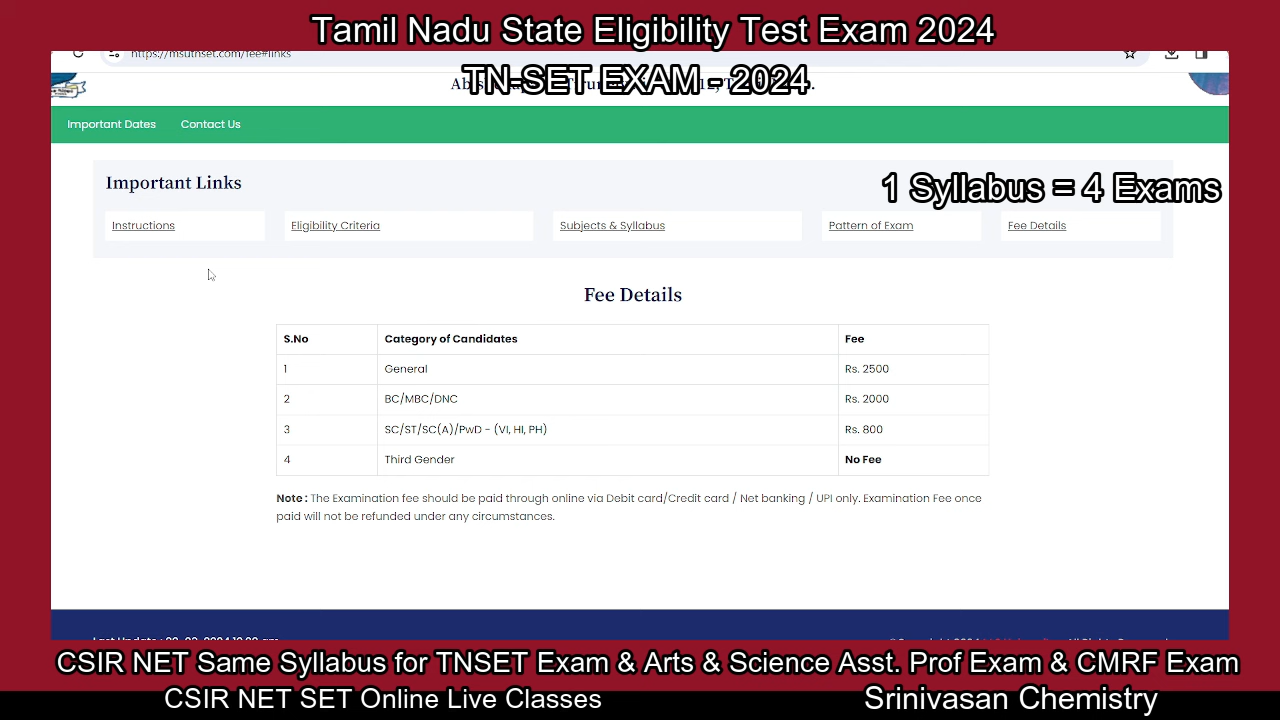 Tamil Nadu State Eligibility Test Exam 2024
https://msutnset.com/fee#links
TN-SET EXAM - 2024
Important Dates
Contact Us
Important Links
1 Syllabus = 4 Exams
Instructions
Eligibility Criteria
Subjects & Syllabus
Pattern of Exam
Fee Details
Fee Details
S.No Category of Candidates Fee
1 General Rs. 2500
2 BC/MBC/DNC Rs. 2000
3 SC/ST/SC(A)/PwD - (VI, HI, PH) Rs. 800
4 Third Gender No Fee
Note : The Examination fee should be paid through online via Debit card/Credit card / Net banking / UPI only. Examination Fee once
paid will not be refunded under any circumstances.
CSIR NET Same Syllabus for TNSET Exam & Arts & Science Asst. Prof Exam & CMRF Exam
CSIR NET SET Online Live Classes
Srinivasan Chemistry